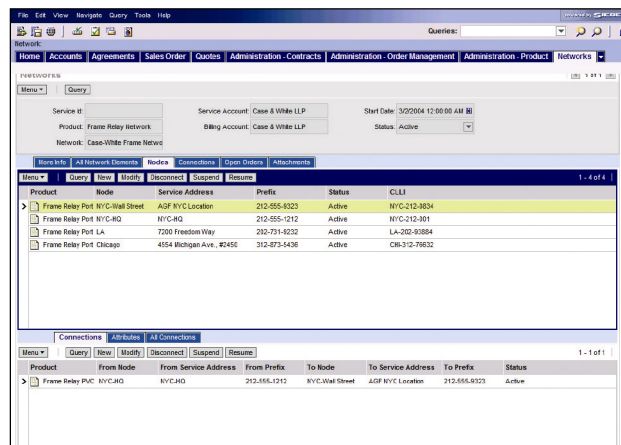 File Edit View Navigate Query Tools Help
Queries:
Network:
Home Accounts Agreements Sales Order Quotes Administration - Contracts Administration - Order Management Administration - Product Networks
Networks 1 of 1
Menu Query
Service Id: Service Account: Case & White LLP Start Date: 3/2/2004 12:00:00 AM
Product: Frame Relay Network Billing Account: Case & White LLP Status: Active
Network: Case-White Frame Netwo
More Info All Network Elements Nodes Connections Open Orders Attachments
Menu Query New Modify Disconnect Suspend Resume 1 - 4 of 4
Product Node Service Address Prefix Status CLLI
Frame Relay Port NYC-Wall Street AGF NYC Location 212-555-9323 Active NYC-212-9834
Frame Relay Port NYC-HQ NYC-HQ 212-555-1212 Active NYC-212-001
Frame Relay Port LA 7200 Freedom Way 202-731-9232 Active LA-202-93884
Frame Relay Port Chicago 4554 Michigan Ave., #2450 312-873-5436 Active CHI-312-76632
Connections Attributes All Connections
Menu Query New Modify Disconnect Suspend Resume 1 - 1 of 1
Product From Node From Service Address From Prefix To Node To Service Address To Prefix Status
Frame Relay PVC NYC-HQ NYC-HQ 212-555-1212 NYC-Wall Street AGF NYC Location 212-555-9323 Active